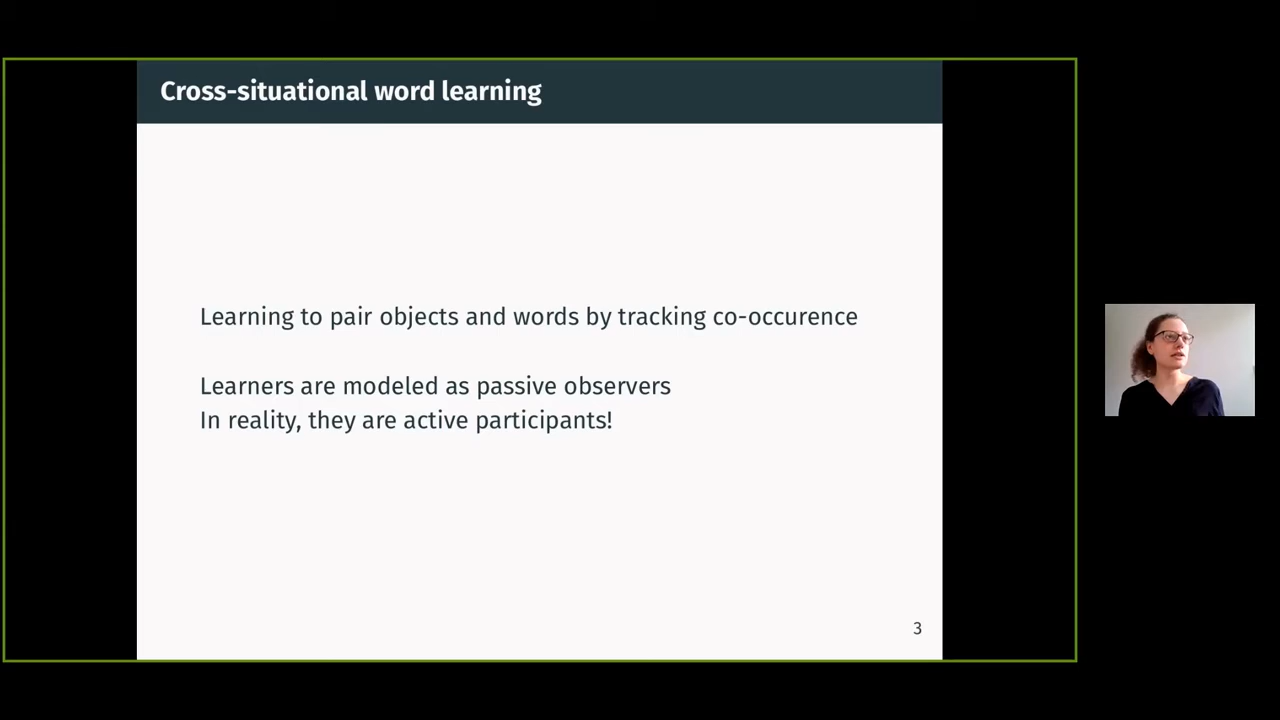 Cross-situational word learning
Learning to pair objects and words by tracking co-occurence
Learners are modeled as passive observers
In reality, they are active participants!
3